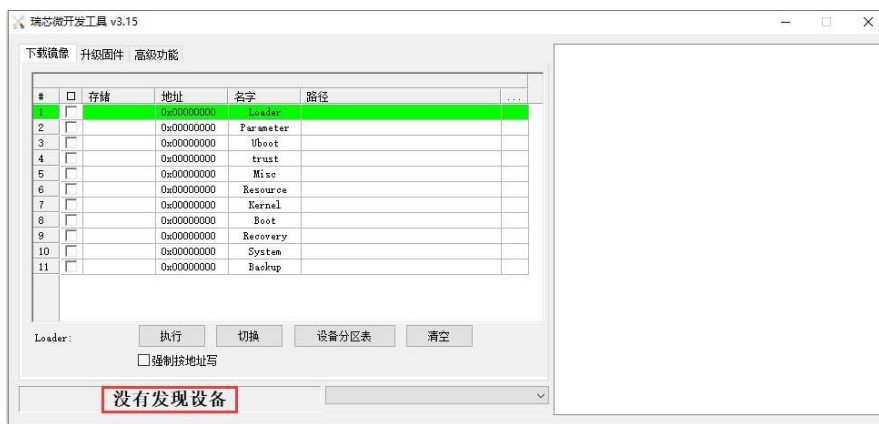 瑞芯微开发工具 v3.15
下载镜像 升级固件 高级功能
# 存储 地址 名字 路径 ...
1 0x00000000 Loader
2 0x00000000 Parameter
3 0x00000000 Uboot
4 0x00000000 trust
5 0x00000000 Misc
6 0x00000000 Resource
7 0x00000000 Kernel
8 0x00000000 Boot
9 0x00000000 Recovery
10 0x00000000 System
11 0x00000000 Backup
Loader: 执行 切换 设备分区表 清空
强制按地址写
没有发现设备